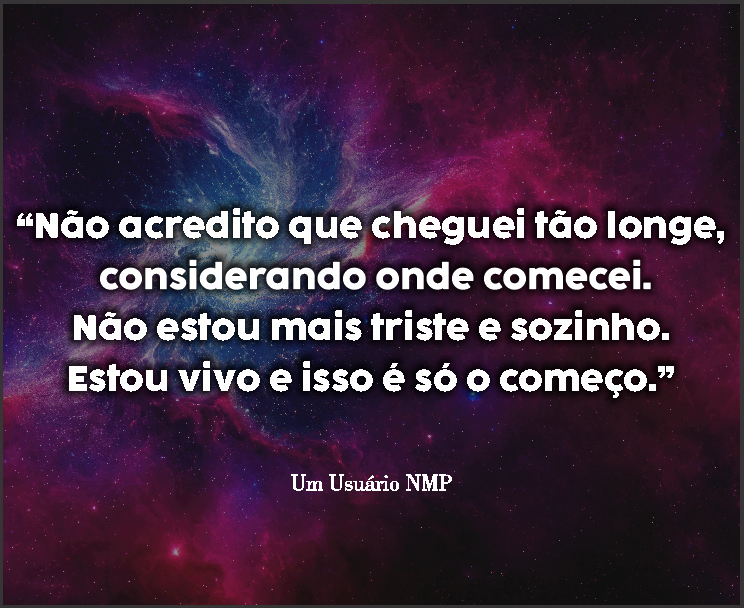 “Não acredito que cheguei tão longe,
considerando onde comecei.
Não estou mais triste e sozinho.
Estou vivo e isso é só o começo.”
Um Usuário NMP